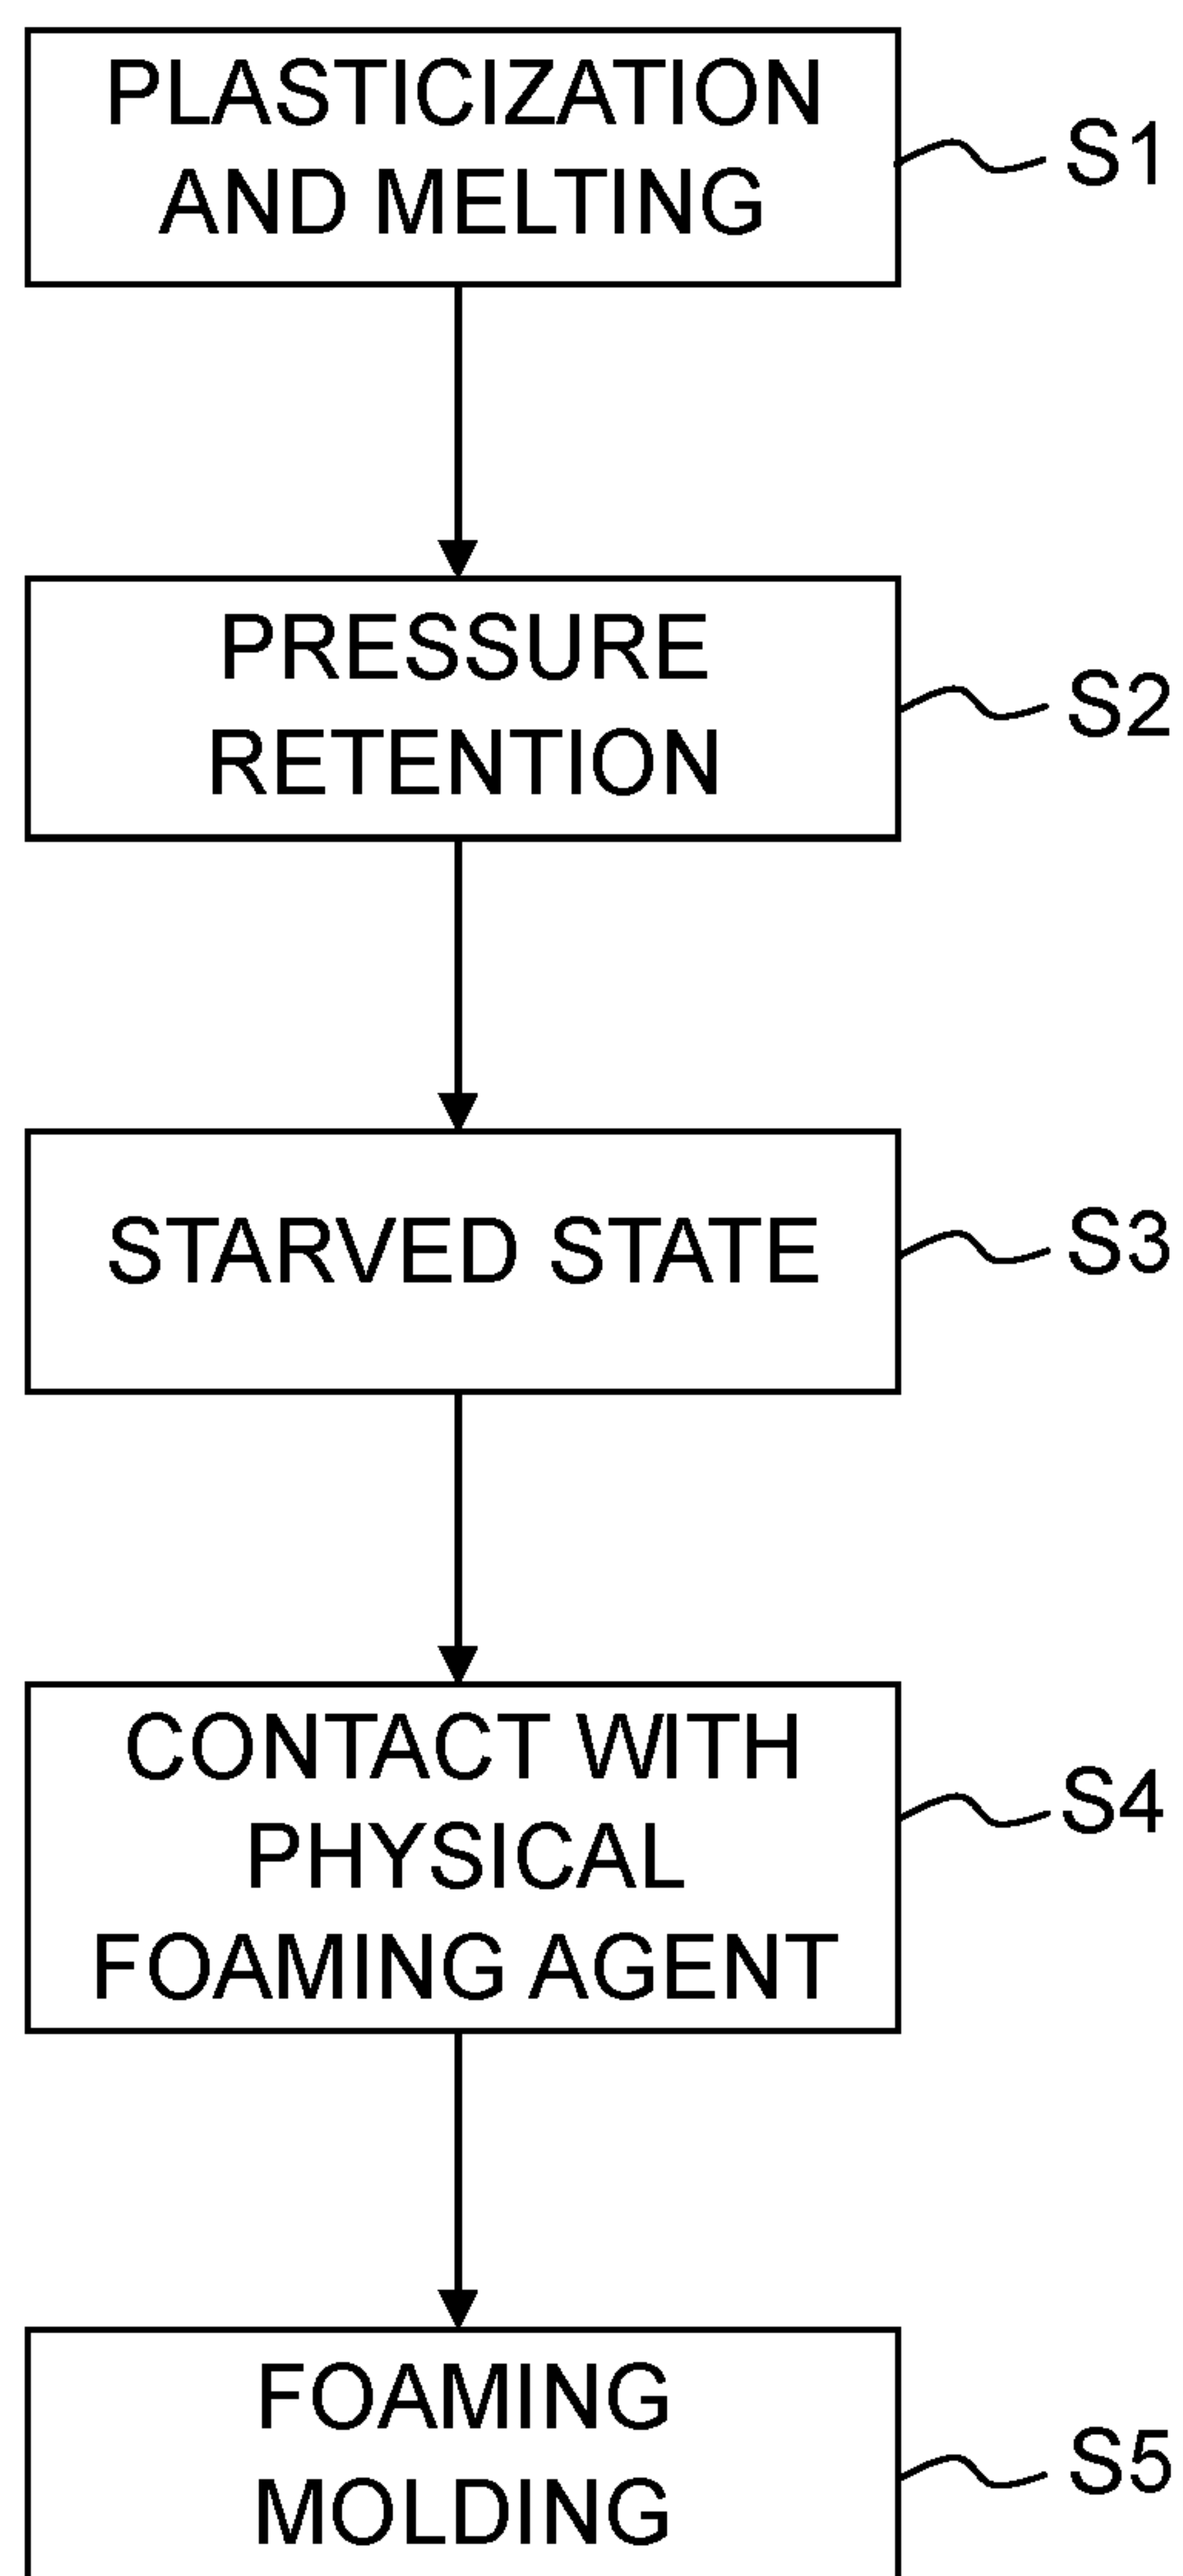 PLASTICIZATION
AND MELTING
S1
PRESSURE
RETENTION
S2
STARVED STATE
S3
CONTACT WITH
PHYSICAL
FOAMING AGENT
S4
FOAMING
MOLDING
S5